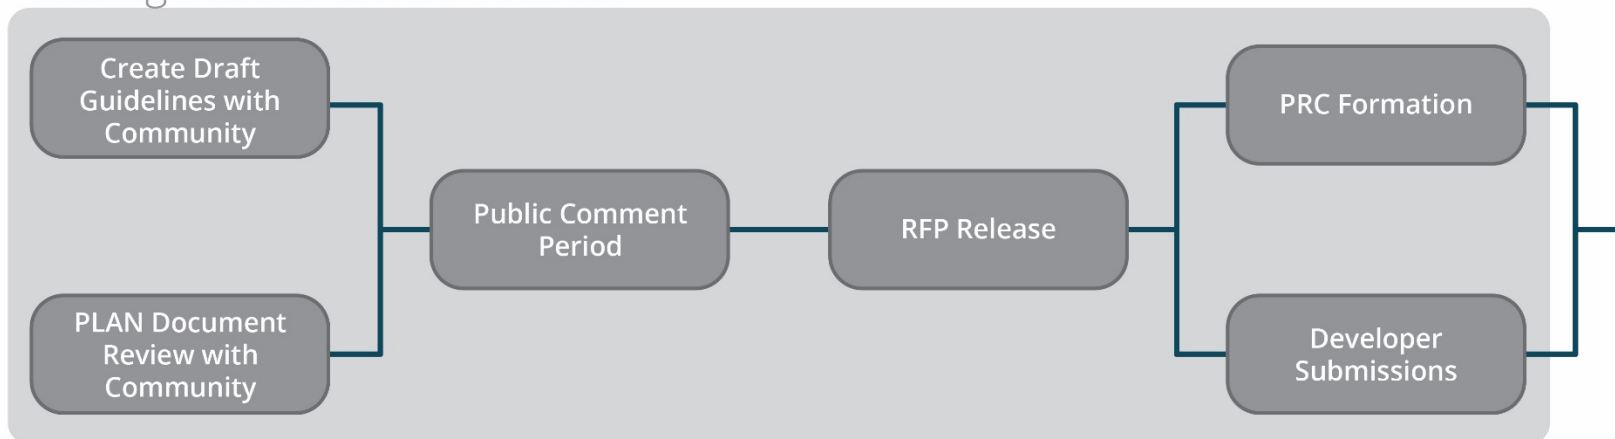 Create Draft
Guidelines with
Community
PLAN Document
Review with
Community
Public Comment
Period
RFP Release
PRC Formation
Developer
Submissions